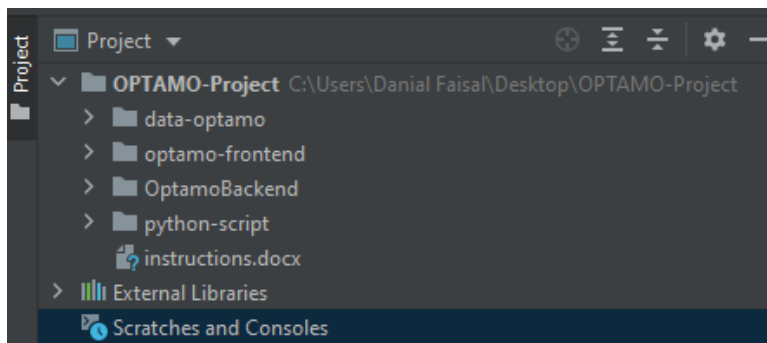 Project
Project
OPTAMO-Project C:\Users\Danial Faisal\Desktop\OPTAMO-Project
data-optamo
optamo-frontend
OptamoBackend
python-script
instructions.docx
External Libraries
Scratches and Consoles